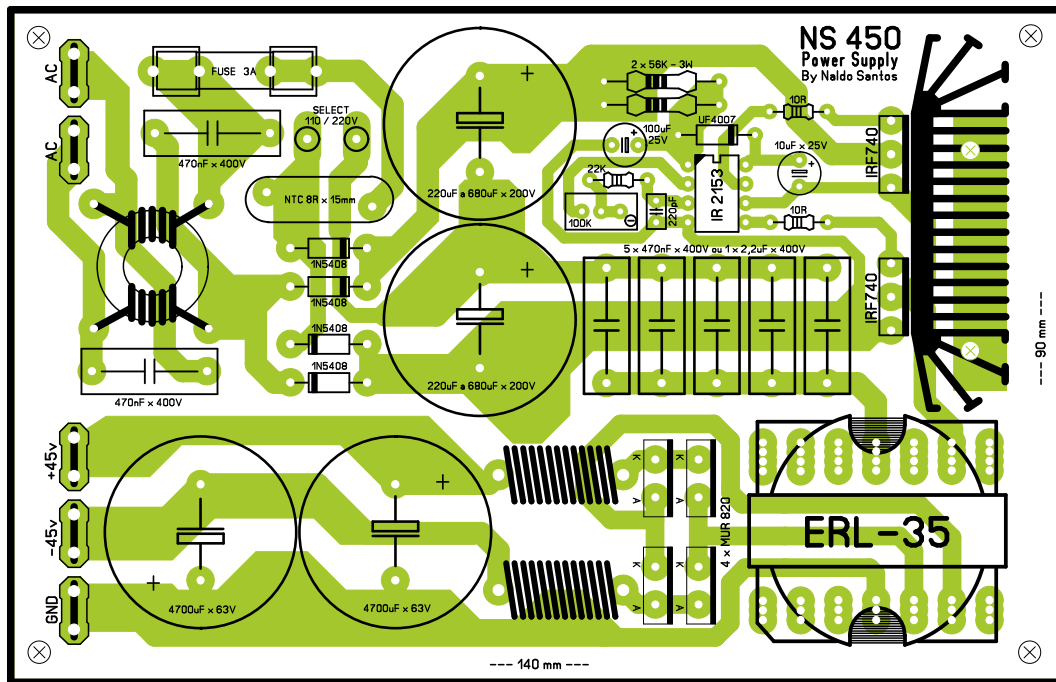 NS 450
Power Supply
By Naldo Santos
AC
FUSE 3A
2 x 56K - 3W
SELECT
110 / 220V
10R
UF4007
100uF
25V
AC
470nF x 400V
10uF x 25V
IRF740
22K
IR 2153
NTC 8R x 15mm
220uF a 680uF x 200V
100K
220pF
10R
5 x 470nF x 400V ou 1 x 2,2uF x 400V
1N5408
1N5408
IRF740
1N5408
1N5408
220uF a 680uF x 200V
470nF x 400V
--- 90 mm ---
+45v
K
K
A
A
-45v
4 x MUR 820
ERL-35
K
K
GND
4700uF x 63V
4700uF x 63V
A
A
--- 140 mm ---